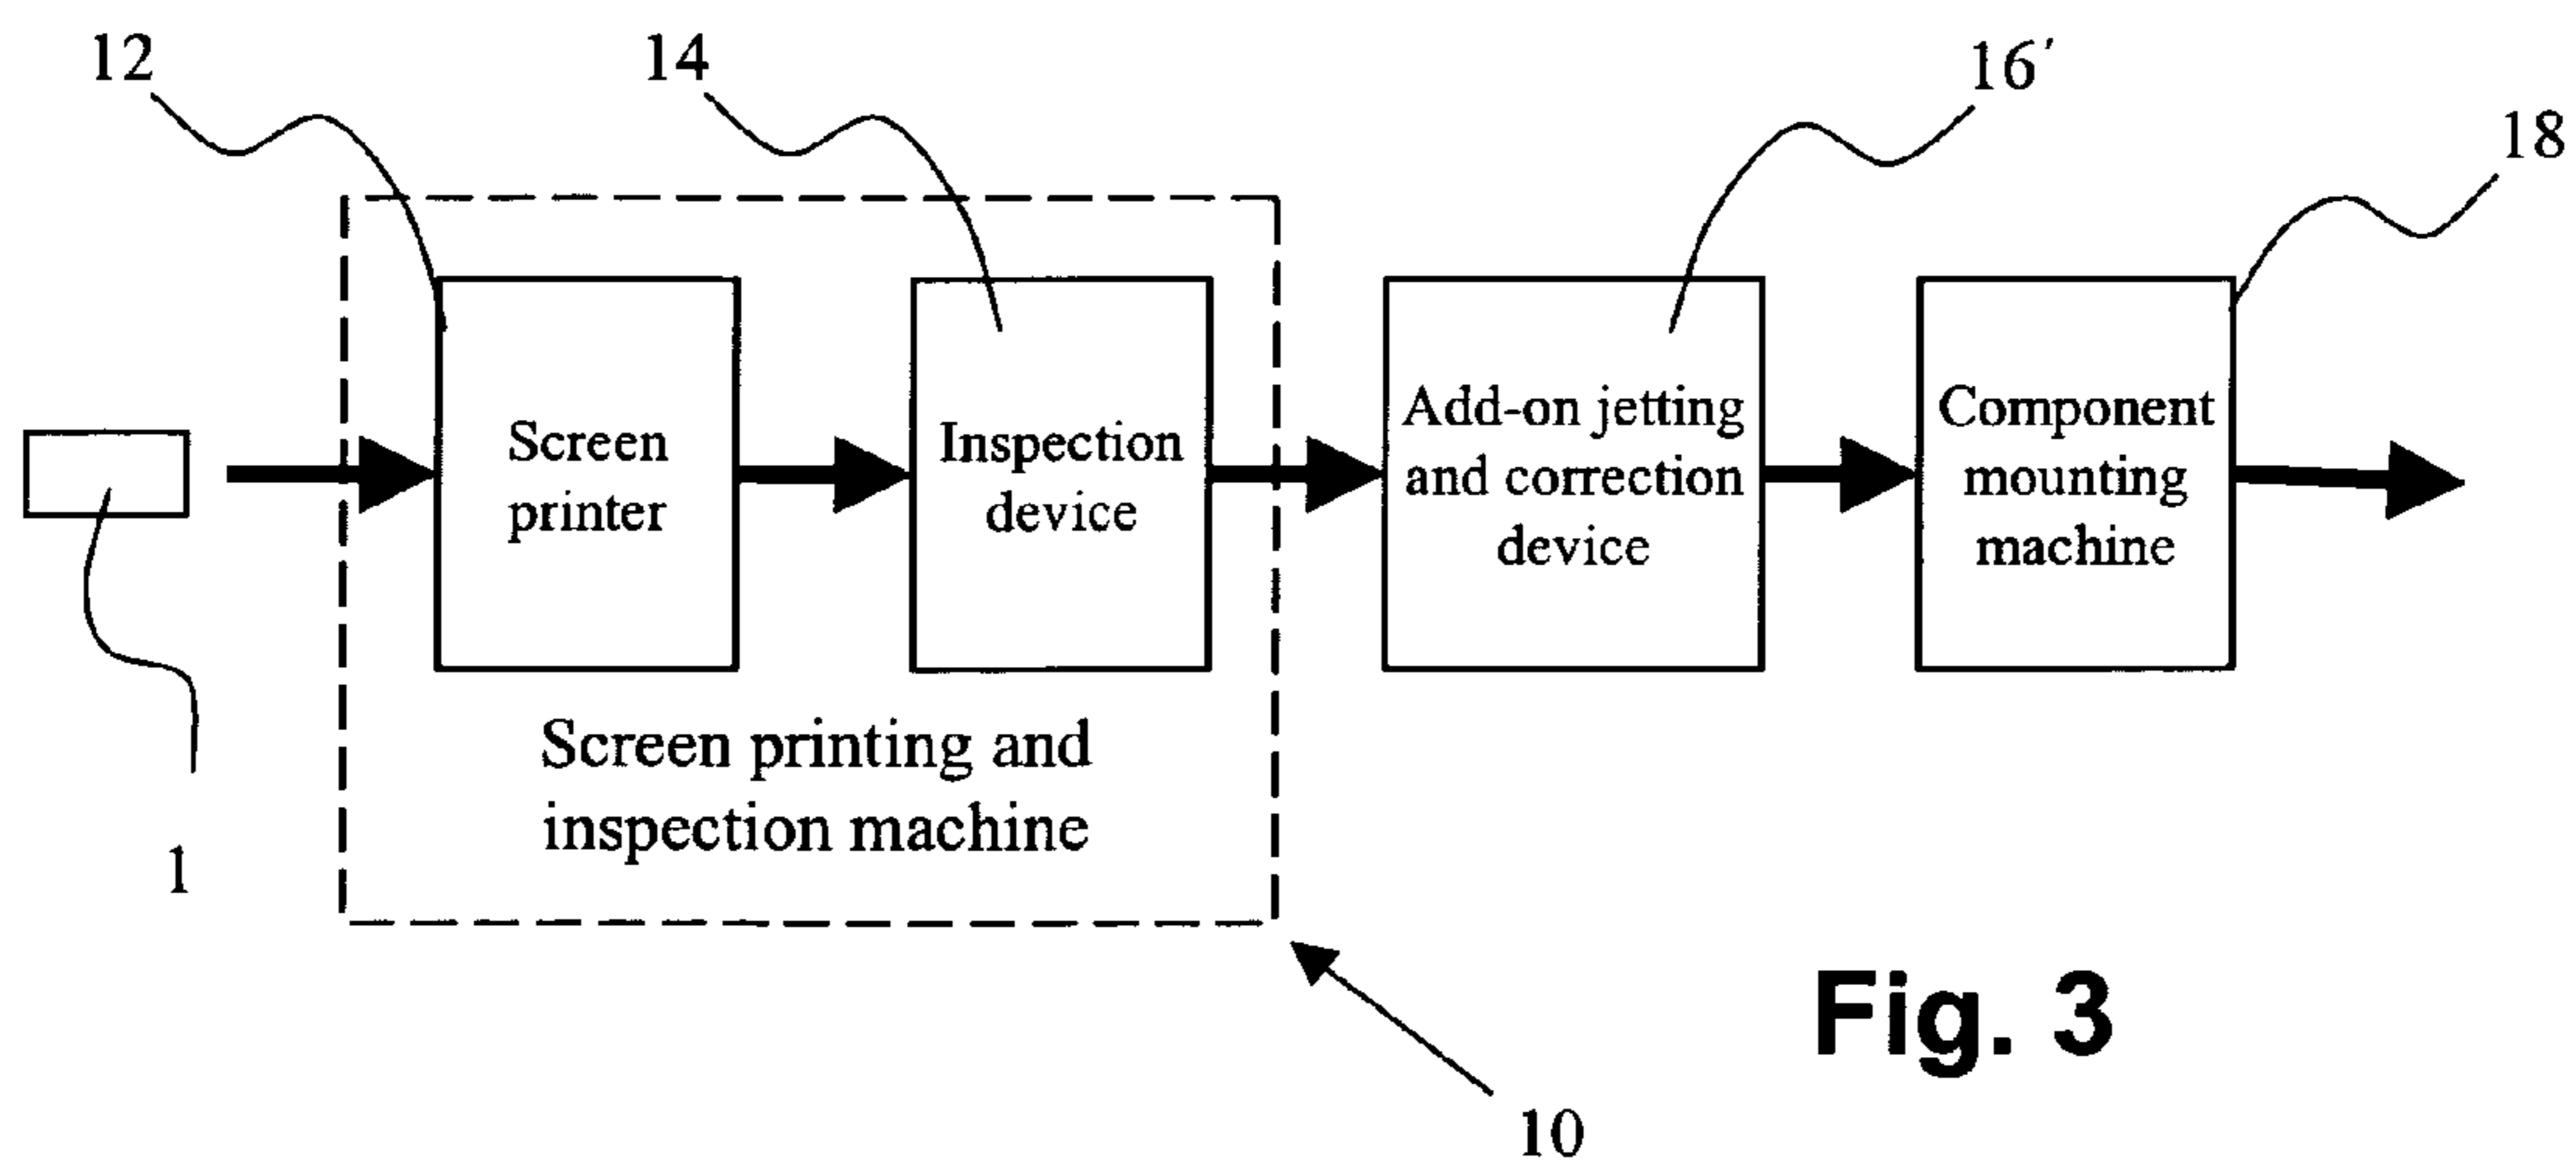 12
14
16′
18
Screen
printer
Inspection
device
Add-on jetting
and correction
device
Component
mounting
machine
Screen printing and
inspection machine
1
10
Fig. 3